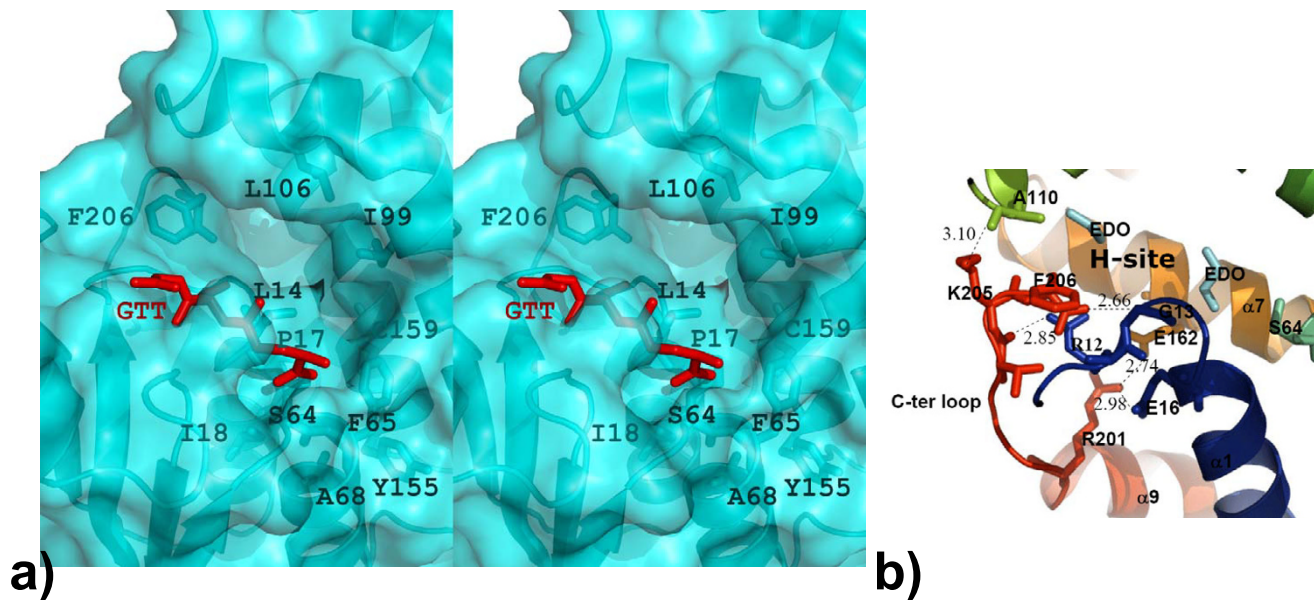 L106
F206
I99
GTT
L14
P17
C159
S64
F65
I18
Y155
A68
L106
F206
I99
GTT
L14
P17
C159
S64
F65
I18
Y155
A68
a)
A110
3.10
EDO
H-site
EDO
K205
F206
2.66
G13
α7
S64
2.85
R12
E162
2.74
C-ter loop
2.98
E16
R201
α1
α9
b)